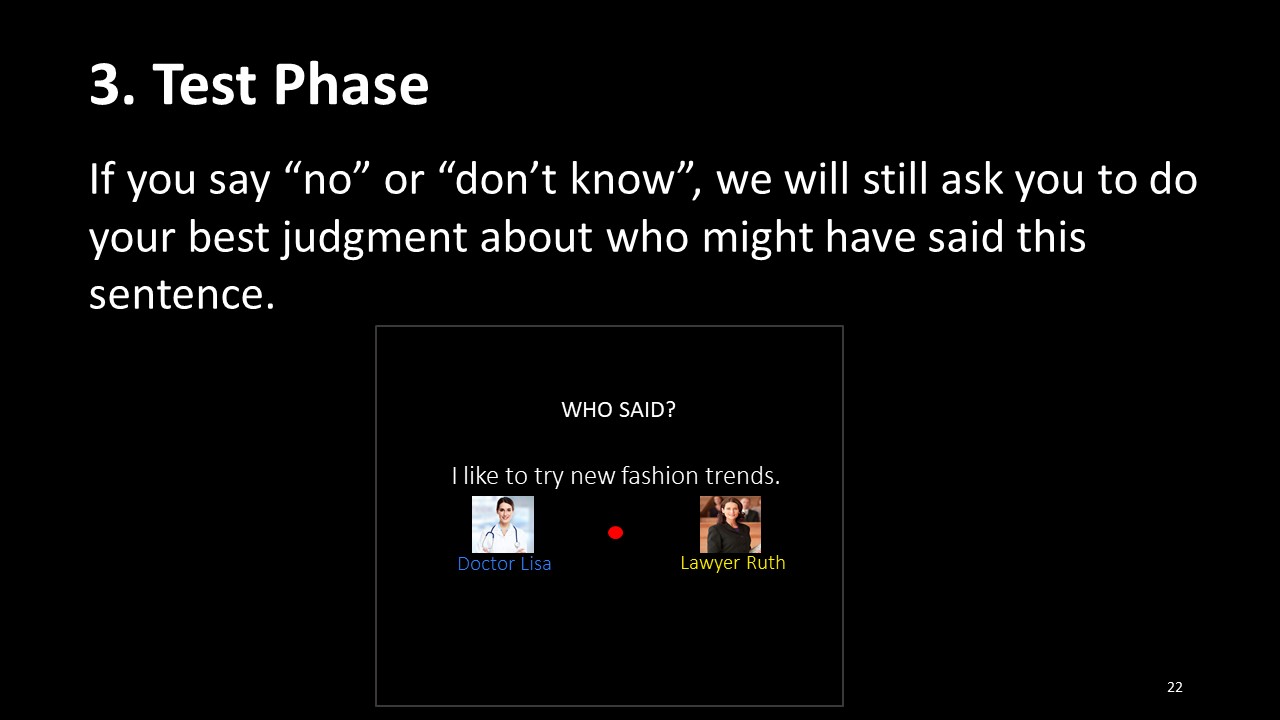 3. Test Phase
If you say “no” or “don’t know”, we will still ask you to do
your best judgment about who might have said this
sentence.
WHO SAID?
I like to try new fashion trends.
Doctor Lisa
Lawyer Ruth
22